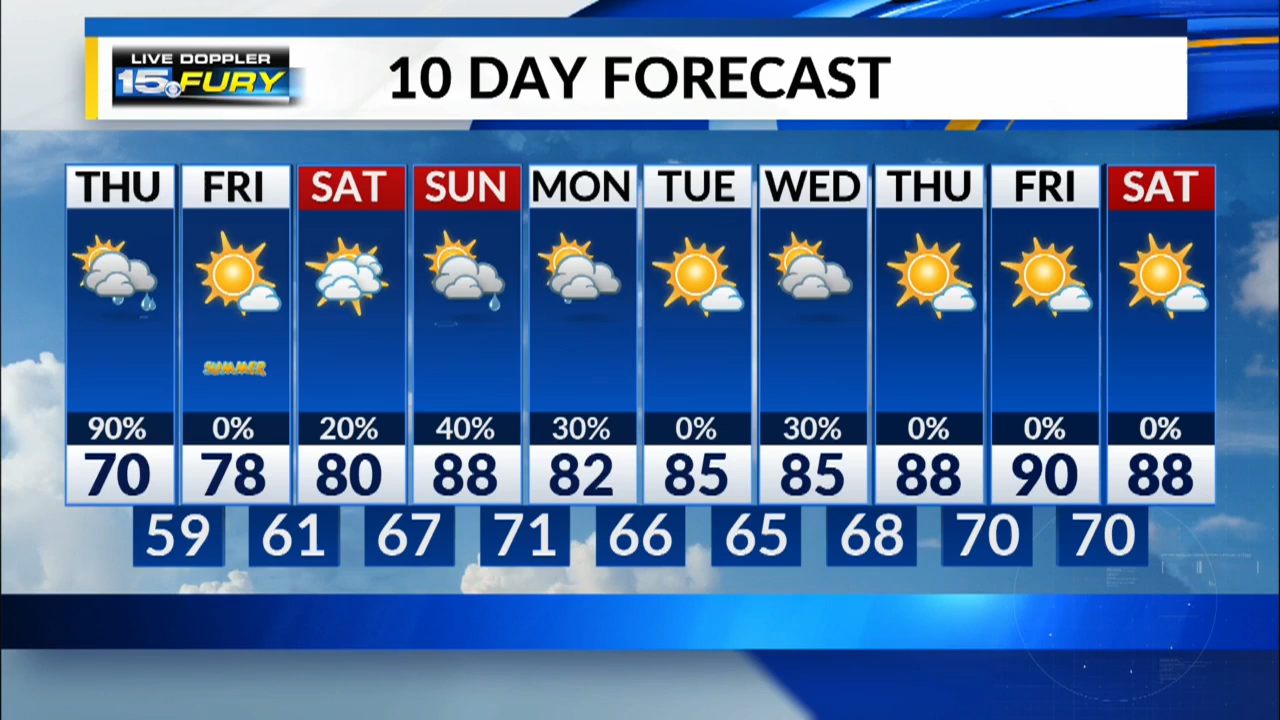 LIVE DOPPLER
15 FURY
10 DAY FORECAST
THU FRI SAT SUN MON TUE WED THU FRI SAT
SUMMER
90% 0% 20% 40% 30% 0% 30% 0% 0% 0%
70 78 80 88 82 85 85 88 90 88
59 61 67 71 66 65 68 70 70